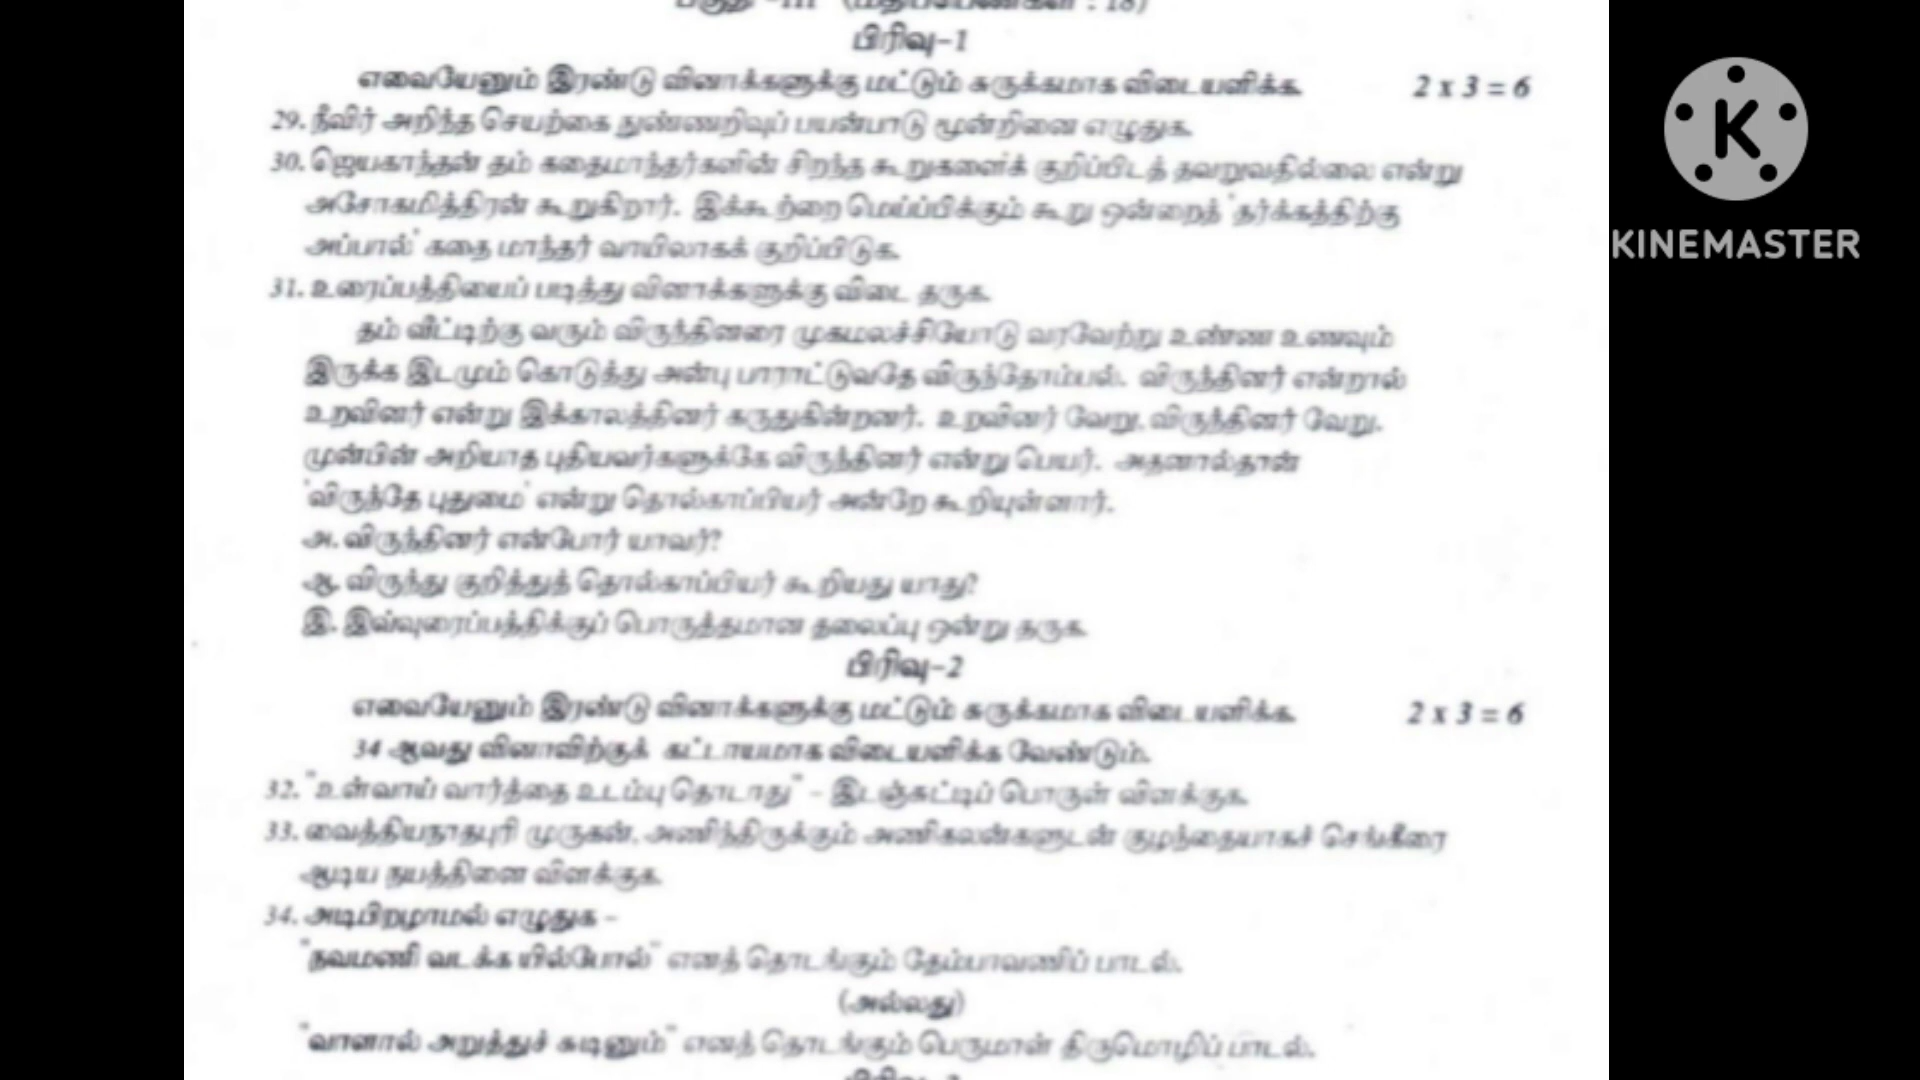 பகுதி -III (மதிப்பெண்கள் : 18)
பிரிவு-1
எவையேனும் இரண்டு வினாக்களுக்கு மட்டும் சுருக்கமாக விடையளிக்க. 2 x 3 = 6
29. நீவிர் அறிந்த செயற்கை நுண்ணறிவுப் பயன்பாடு மூன்றினை எழுதுக.
30. ஜெயகாந்தன் தம் கதைமாந்தர்களின் சிறந்த கூறுகளைக் குறிப்பிடத் தவறுவதில்லை என்று
அசோகமித்திரன் கூறுகிறார். இக்கூற்றை மெய்ப்பிக்கும் கூறு ஒன்றைத் 'தர்க்கத்திற்கு
அப்பால்' கதை மாந்தர் வாயிலாகக் குறிப்பிடுக.
31. உரைப்பத்தியைப் படித்து வினாக்களுக்கு விடை தருக.
தம் வீட்டிற்கு வரும் விருந்தினரை முகமலர்ச்சியோடு வரவேற்று உண்ண உணவும்
இருக்க இடமும் கொடுத்து அன்பு பாராட்டுவதே விருந்தோம்பல். விருந்தினர் என்றால்
உறவினர் என்று இக்காலத்தினர் கருதுகின்றனர். உறவினர் வேறு, விருந்தினர் வேறு.
முன்பின் அறியாத புதியவர்களுக்கே விருந்தினர் என்று பெயர். அதனால்தான்
'விருந்தே புதுமை' என்று தொல்காப்பியர் அன்றே கூறியுள்ளார்.
அ. விருந்தினர் என்போர் யாவர்?
ஆ. விருந்து குறித்துத் தொல்காப்பியர் கூறியது யாது?
இ. இவ்வுரைப்பத்திக்குப் பொருத்தமான தலைப்பு ஒன்று தருக.
பிரிவு-2
எவையேனும் இரண்டு வினாக்களுக்கு மட்டும் சுருக்கமாக விடையளிக்க. 2 x 3 = 6
34 ஆவது வினாவிற்குக் கட்டாயமாக விடையளிக்க வேண்டும்.
32. "உள்வாய் வார்த்தை உடம்பு தொடாது" - இடஞ்சுட்டிப் பொருள் விளக்குக.
33. வைத்தியநாதபுரி முருகன், அணிந்திருக்கும் அணிகலன்களுடன் குழந்தையாகச் செங்கீரை
ஆடிய நயத்தினை விளக்குக.
34. அடிபிறழாமல் எழுதுக -
"நவமணி வடக்க யில்போல்" எனத் தொடங்கும் தேம்பாவணிப் பாடல்.
(அல்லது)
"வாளால் அறுத்துச் சுடினும்" எனத் தொடங்கும் பெருமாள் திருமொழிப் பாடல்.
KINEMASTER